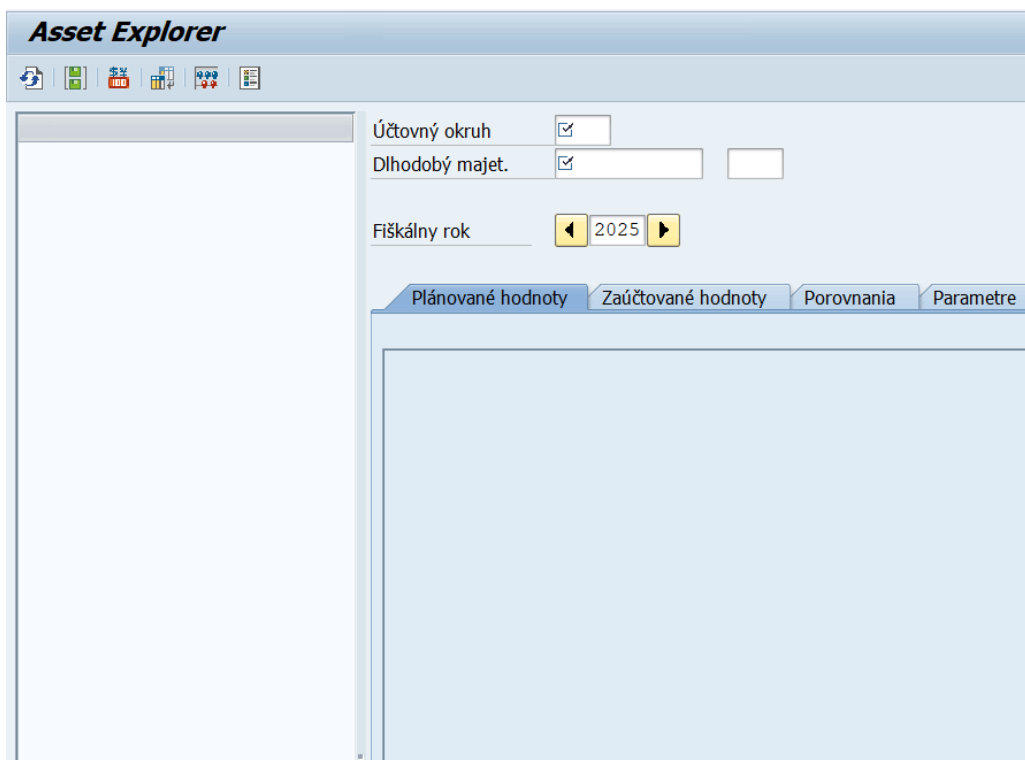 Asset Explorer
Účtovný okruh
Dlhodobý majet.
Fiškálny rok 2025
Plánované hodnoty Zaúčtované hodnoty Porovnania Parametre